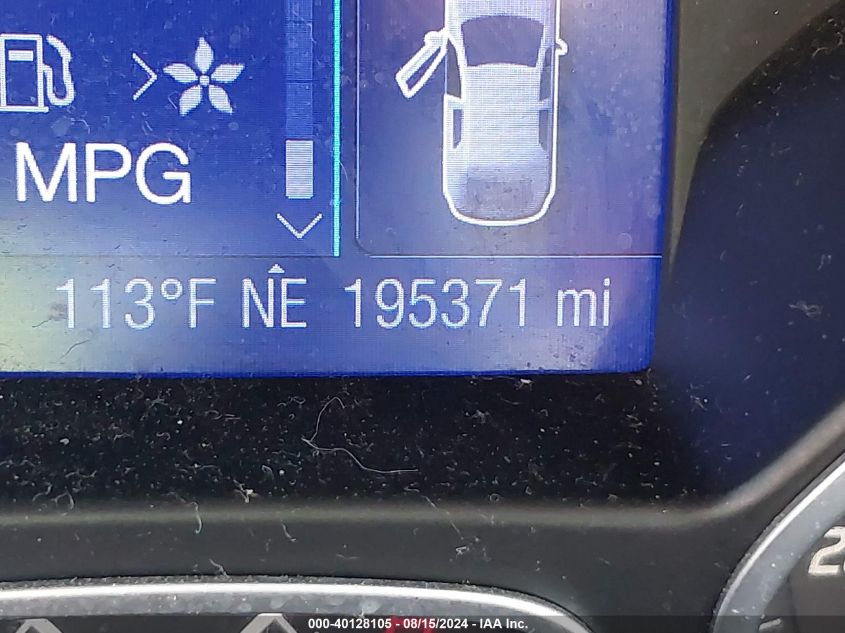 MPG
113°F NE 195371 mi
000-40128105 - 08/15/2024 - IAA Inc.